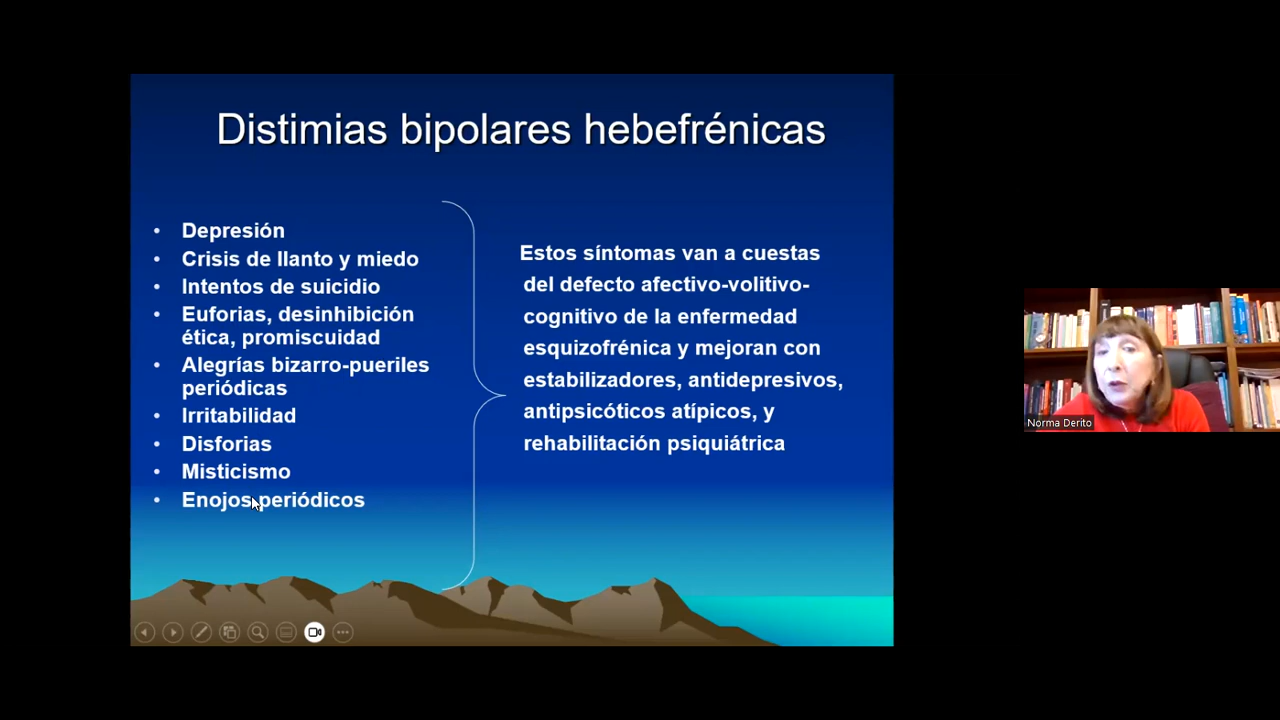 Distimias bipolares hebefrénicas
• Depresión
• Crisis de llanto y miedo
• Intentos de suicidio
• Euforias, desinhibición
ética, promiscuidad
• Alegrías bizarro-pueriles
periódicas
• Irritabilidad
• Disforias
• Misticismo
• Enojos periódicos
Estos síntomas van a cuestas
del defecto afectivo-volitivo-
cognitivo de la enfermedad
esquizofrénica y mejoran con
estabilizadores, antidepresivos,
antipsicóticos atípicos, y
rehabilitación psiquiátrica
Norma Derito